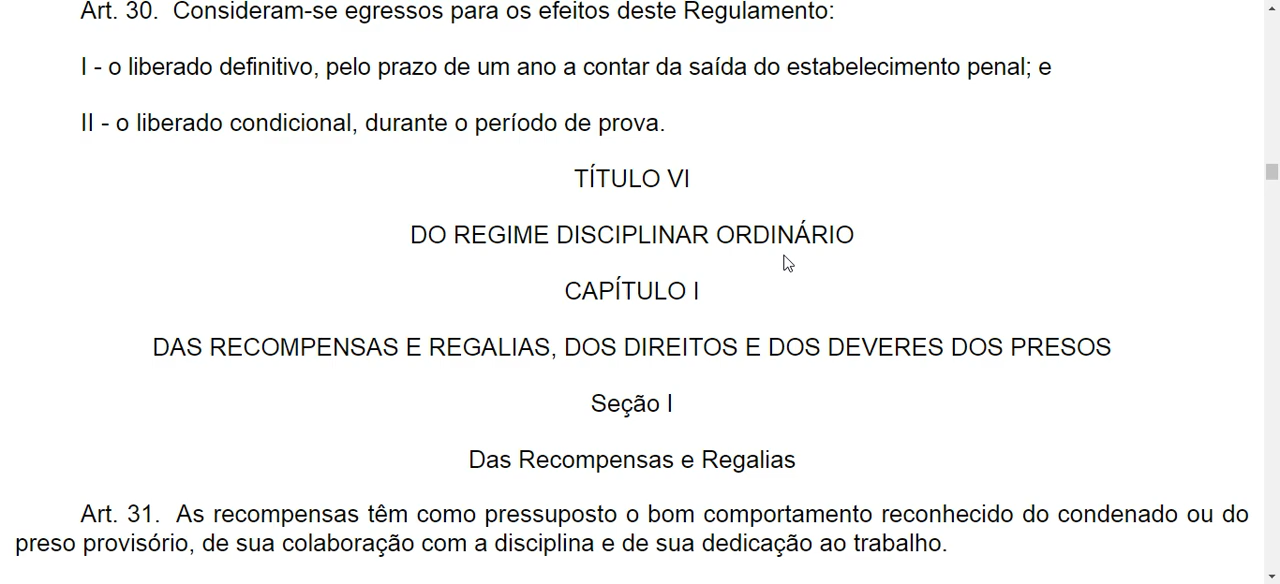 Art. 30.  Consideram-se egressos para os efeitos deste Regulamento:
I - o liberado definitivo, pelo prazo de um ano a contar da saída do estabelecimento penal; e
II - o liberado condicional, durante o período de prova.
TÍTULO VI
DO REGIME DISCIPLINAR ORDINÁRIO
CAPÍTULO I
DAS RECOMPENSAS E REGALIAS, DOS DIREITOS E DOS DEVERES DOS PRESOS
Seção I
Das Recompensas e Regalias
Art. 31.  As recompensas têm como pressuposto o bom comportamento reconhecido do condenado ou do
preso provisório, de sua colaboração com a disciplina e de sua dedicação ao trabalho.